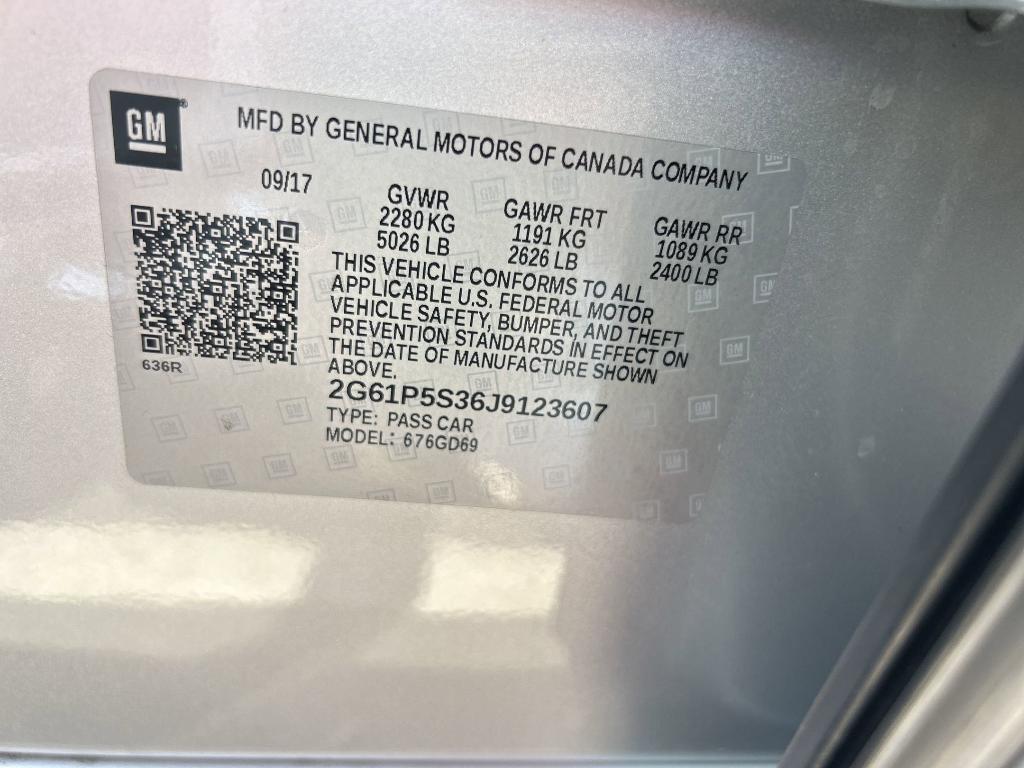 GM®
MFD BY GENERAL MOTORS OF CANADA COMPANY
09/17
GVWR
2280 KG
5026 LB
GAWR FRT
1191 KG
2626 LB
GAWR RR
1089 KG
2400 LB
THIS VEHICLE CONFORMS TO ALL
APPLICABLE U.S. FEDERAL MOTOR
VEHICLE SAFETY, BUMPER, AND THEFT
PREVENTION STANDARDS IN EFFECT ON
THE DATE OF MANUFACTURE SHOWN
ABOVE.
636R
2G61P5S36J9123607
TYPE: PASS CAR
MODEL: 676GD69